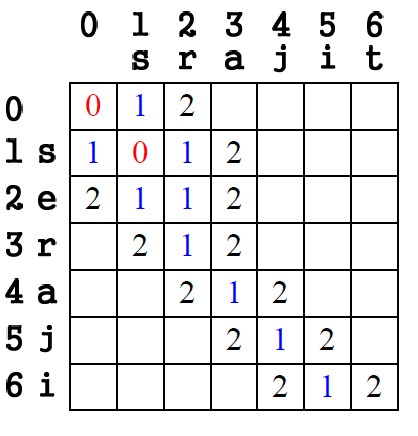 0 1 2 3 4 5 6
s r a j i t
0 0 1 2
1 s 1 0 1 2
2 e 2 1 1 2
3 r 2 1 2
4 a 2 1 2
5 j 2 1 2
6 i 2 1 2